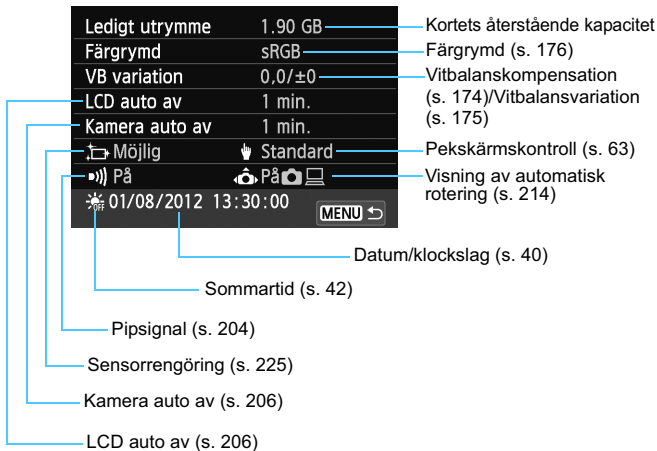 Ledigt utrymme 1.90 GB
Kortets återstående kapacitet
Färgrymd sRGB
Färgrymd (s. 176)
VB variation 0,0/±0
Vitbalanskompensation
(s. 174)/Vitbalansvariation
(s. 175)
LCD auto av 1 min.
Kamera auto av 1 min.
Möjlig Standard
Pekskärmskontroll (s. 63)
På På
Visning av automatisk
rotering (s. 214)
OFF 01/08/2012 13:30:00 MENU
Datum/klockslag (s. 40)
Sommartid (s. 42)
Pipsignal (s. 204)
Sensorrengöring (s. 225)
Kamera auto av (s. 206)
LCD auto av (s. 206)